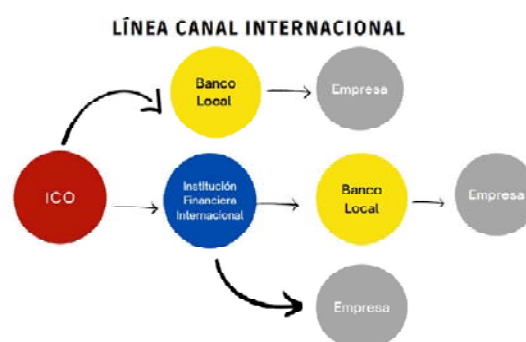 LÍNEA CANAL INTERNACIONAL
Banco
Local
Empresa
ICO
Institución
Financiera
Internacional
Banco
Local
Empresa
Empresa